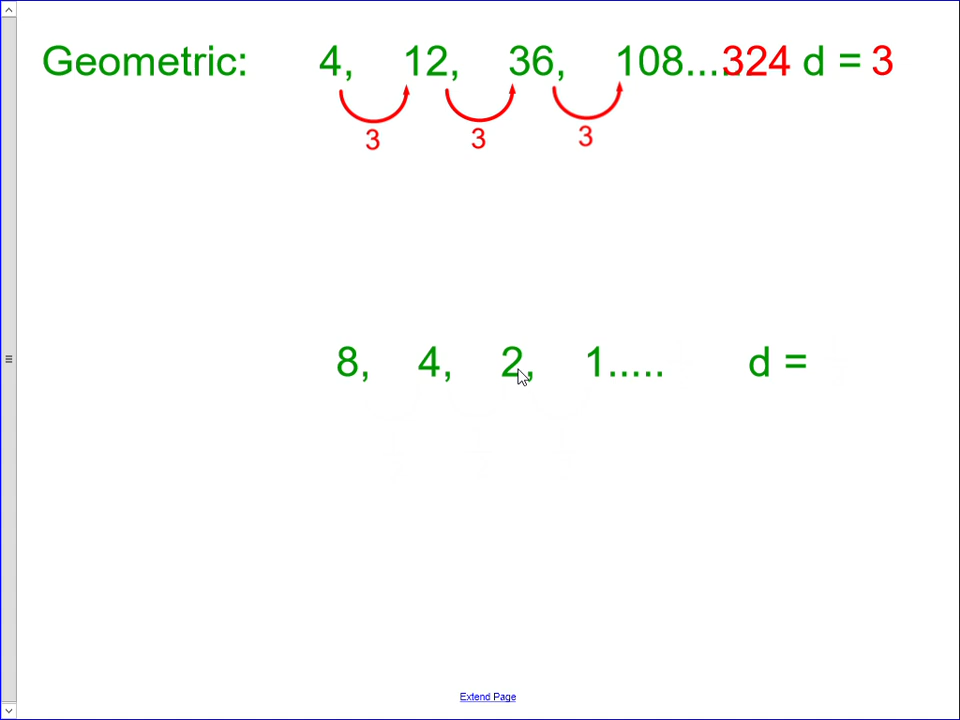 Geometric: 4, 12, 36, 108....324 d = 3
3 3 3
8, 4, 2, 1..... d =
Extend Page